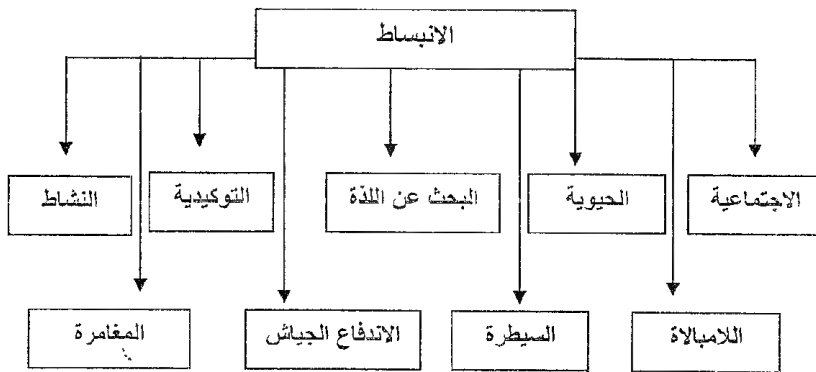 الانبساط
الاجتماعية
الحيوية
البحث عن اللذة
التوكيدية
النشاط
اللامبالاة
السيطرة
الاندفاع الجياش
المغامرة